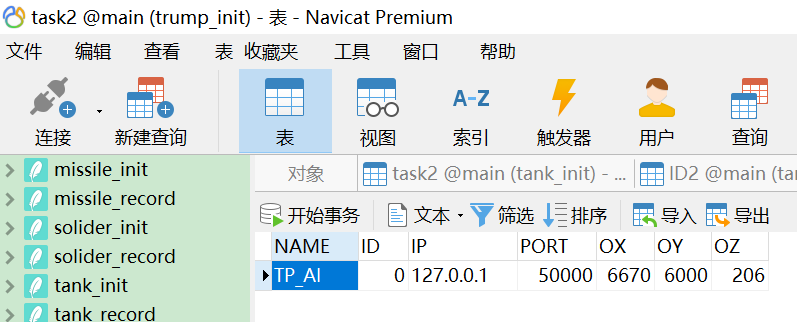 task2 @main (trump_init) - 表 - Navicat Premium
文件 编辑 查看 表 收藏夹 工具 窗口 帮助
A-Z
连接 新建查询 表 视图 索引 触发器 用户 查询
missile_init
missile_record
solider_init
solider_record
tank_init
tank_record
对象 task2 @main (tank_init) - ... ID2 @main (tan
开始事务 文本 筛选 排序 导入 导出
NAME ID IP PORT OX OY OZ
TP_AI 0 127.0.0.1 50000 6670 6000 206